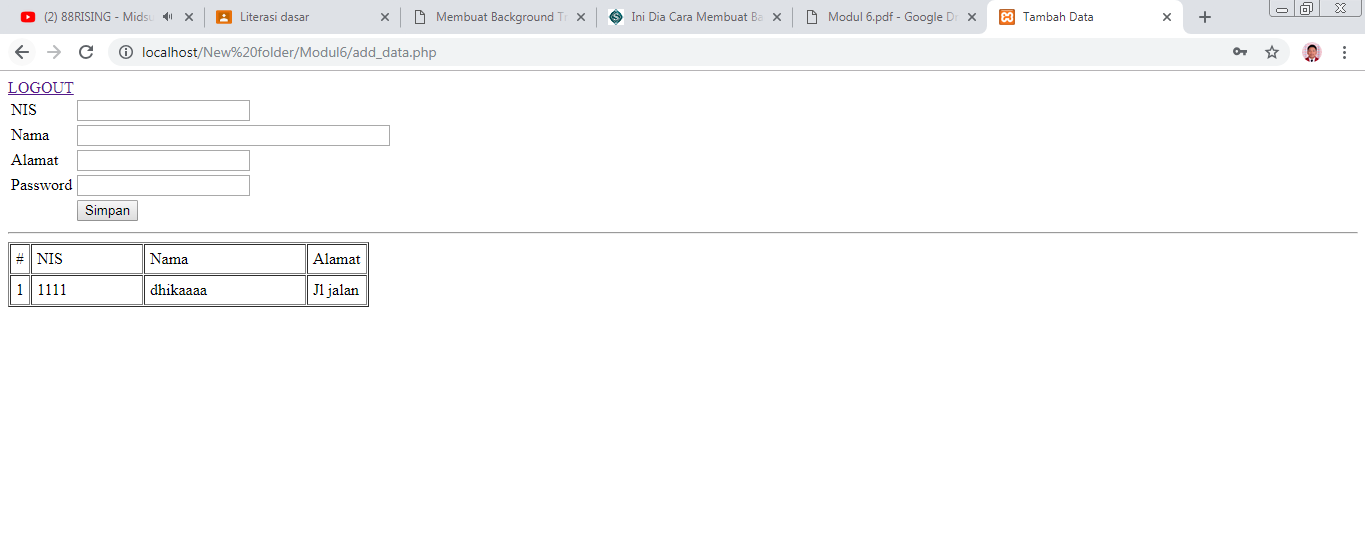 (2) 88RISING - Midsu
Literasi dasar
Membuat Background Tr
Ini Dia Cara Membuat Ba
Modul 6.pdf - Google Dr
Tambah Data
localhost/New%20folder/Modul6/add_data.php
LOGOUT
NIS
Nama
Alamat
Password
Simpan
# NIS Nama Alamat
1 1111 dhikaaaa Jl jalan